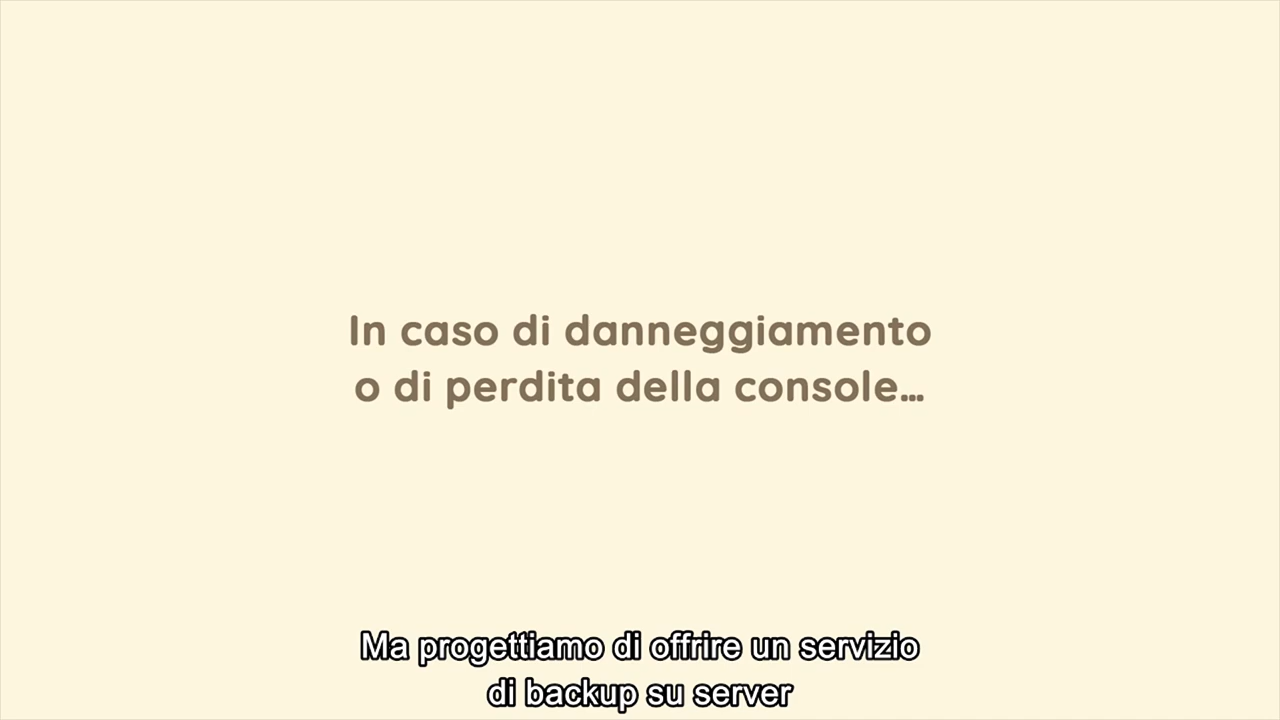 In caso di danneggiamento
o di perdita della console...
Ma progettiamo di offrire un servizio
di backup su server